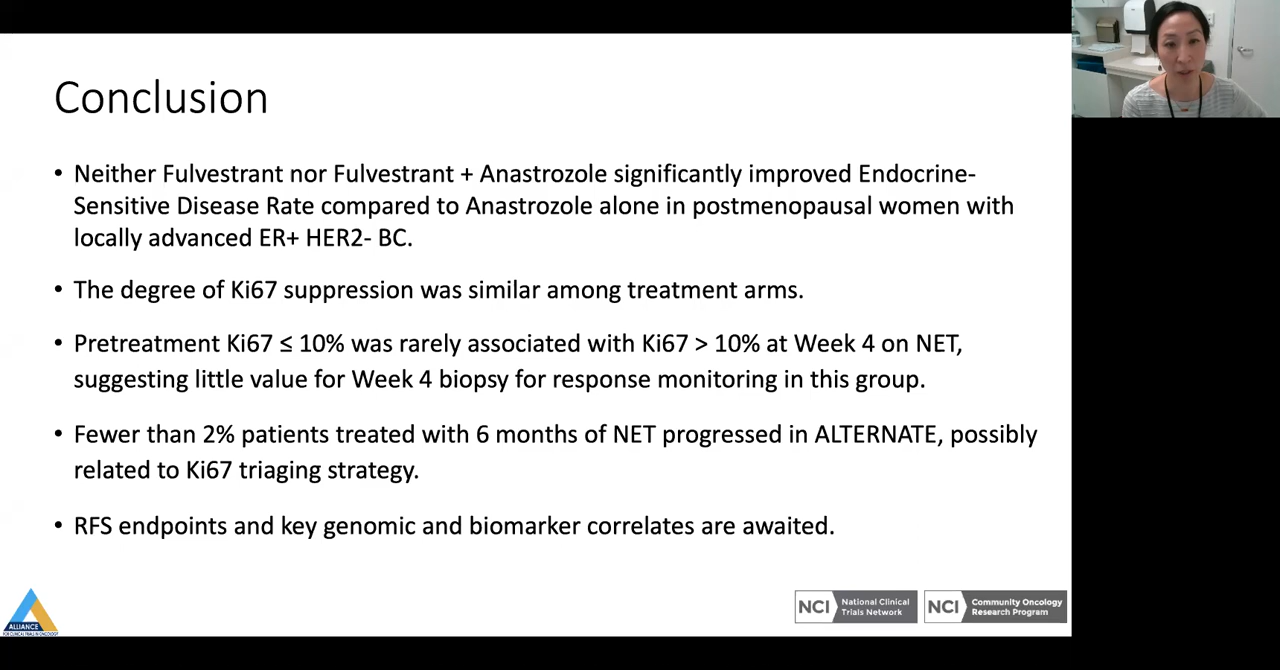 Conclusion
• Neither Fulvestrant nor Fulvestrant + Anastrozole significantly improved Endocrine-
Sensitive Disease Rate compared to Anastrozole alone in postmenopausal women with
locally advanced ER+ HER2- BC.
• The degree of Ki67 suppression was similar among treatment arms.
• Pretreatment Ki67 ≤ 10% was rarely associated with Ki67 > 10% at Week 4 on NET,
suggesting little value for Week 4 biopsy for response monitoring in this group.
• Fewer than 2% patients treated with 6 months of NET progressed in ALTERNATE, possibly
related to Ki67 triaging strategy.
• RFS endpoints and key genomic and biomarker correlates are awaited.
ALLIANCE
FOR CLINICAL TRIALS IN ONCOLOGY
NCI National Clinical
Trials Network
NCI Community Oncology
Research Program